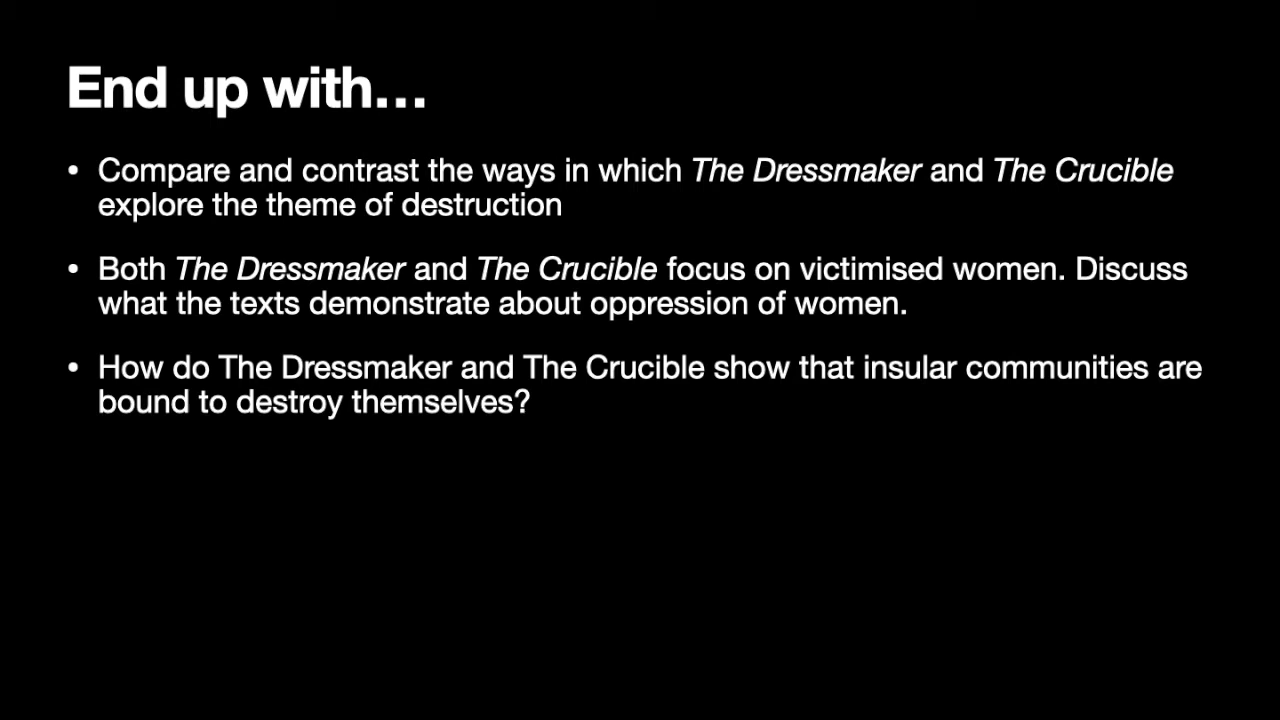 End up with…
• Compare and contrast the ways in which The Dressmaker and The Crucible
explore the theme of destruction
• Both The Dressmaker and The Crucible focus on victimised women. Discuss
what the texts demonstrate about oppression of women.
• How do The Dressmaker and The Crucible show that insular communities are
bound to destroy themselves?